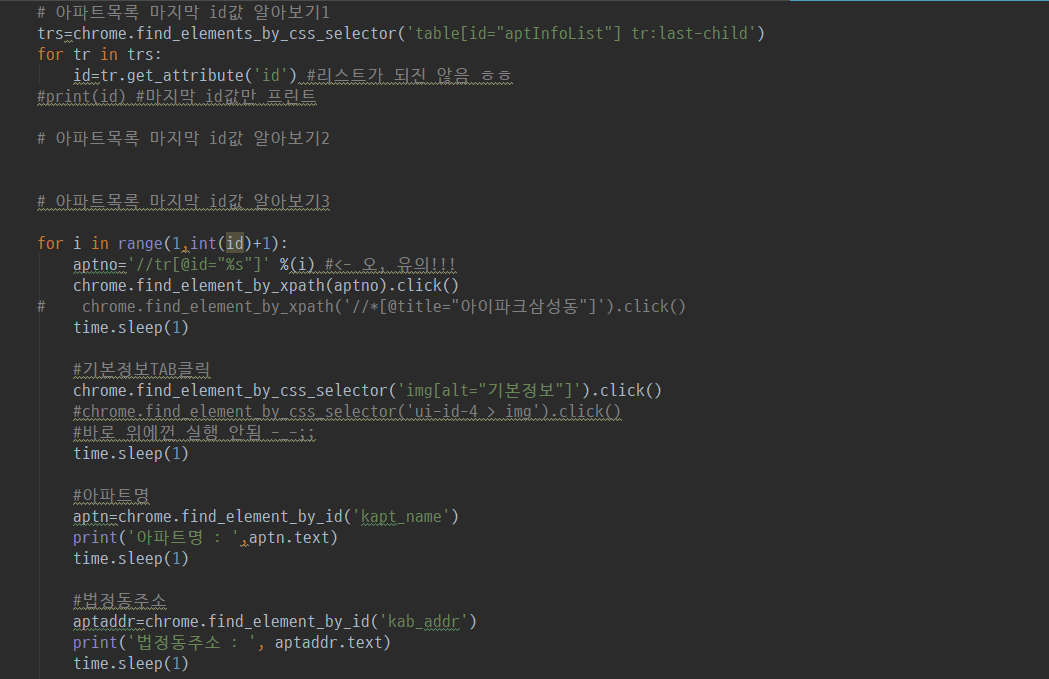 # 아파트목록 마지막 id값 알아보기1
trs=chrome.find_elements_by_css_selector('table[id="aptInfoList"] tr:last-child')
for tr in trs:
    id=tr.get_attribute('id') #리스트가 되진 않음 ㅎㅎ
#print(id) #마지막 id값만 프린트
# 아파트목록 마지막 id값 알아보기2
# 아파트목록 마지막 id값 알아보기3
for i in range(1,int(id)+1):
    aptno='//tr[@id="%s"]' %(i) #<- 오, 유의!!!
    chrome.find_element_by_xpath(aptno).click()
#    chrome.find_element_by_xpath('//*[@title="아이파크삼성동"]').click()
    time.sleep(1)
    #기본정보TAB클릭
    chrome.find_element_by_css_selector('img[alt="기본정보"]').click()
    #chrome.find_element_by_css_selector('ui-id-4 > img').click()
    #바로 위에껀 실행 안됨 -_-;;
    time.sleep(1)
    #아파트명
    aptn=chrome.find_element_by_id('kapt_name')
    print('아파트명 : ',aptn.text)
    time.sleep(1)
    #법정동주소
    aptaddr=chrome.find_element_by_id('kab_addr')
    print('법정동주소 : ', aptaddr.text)
    time.sleep(1)